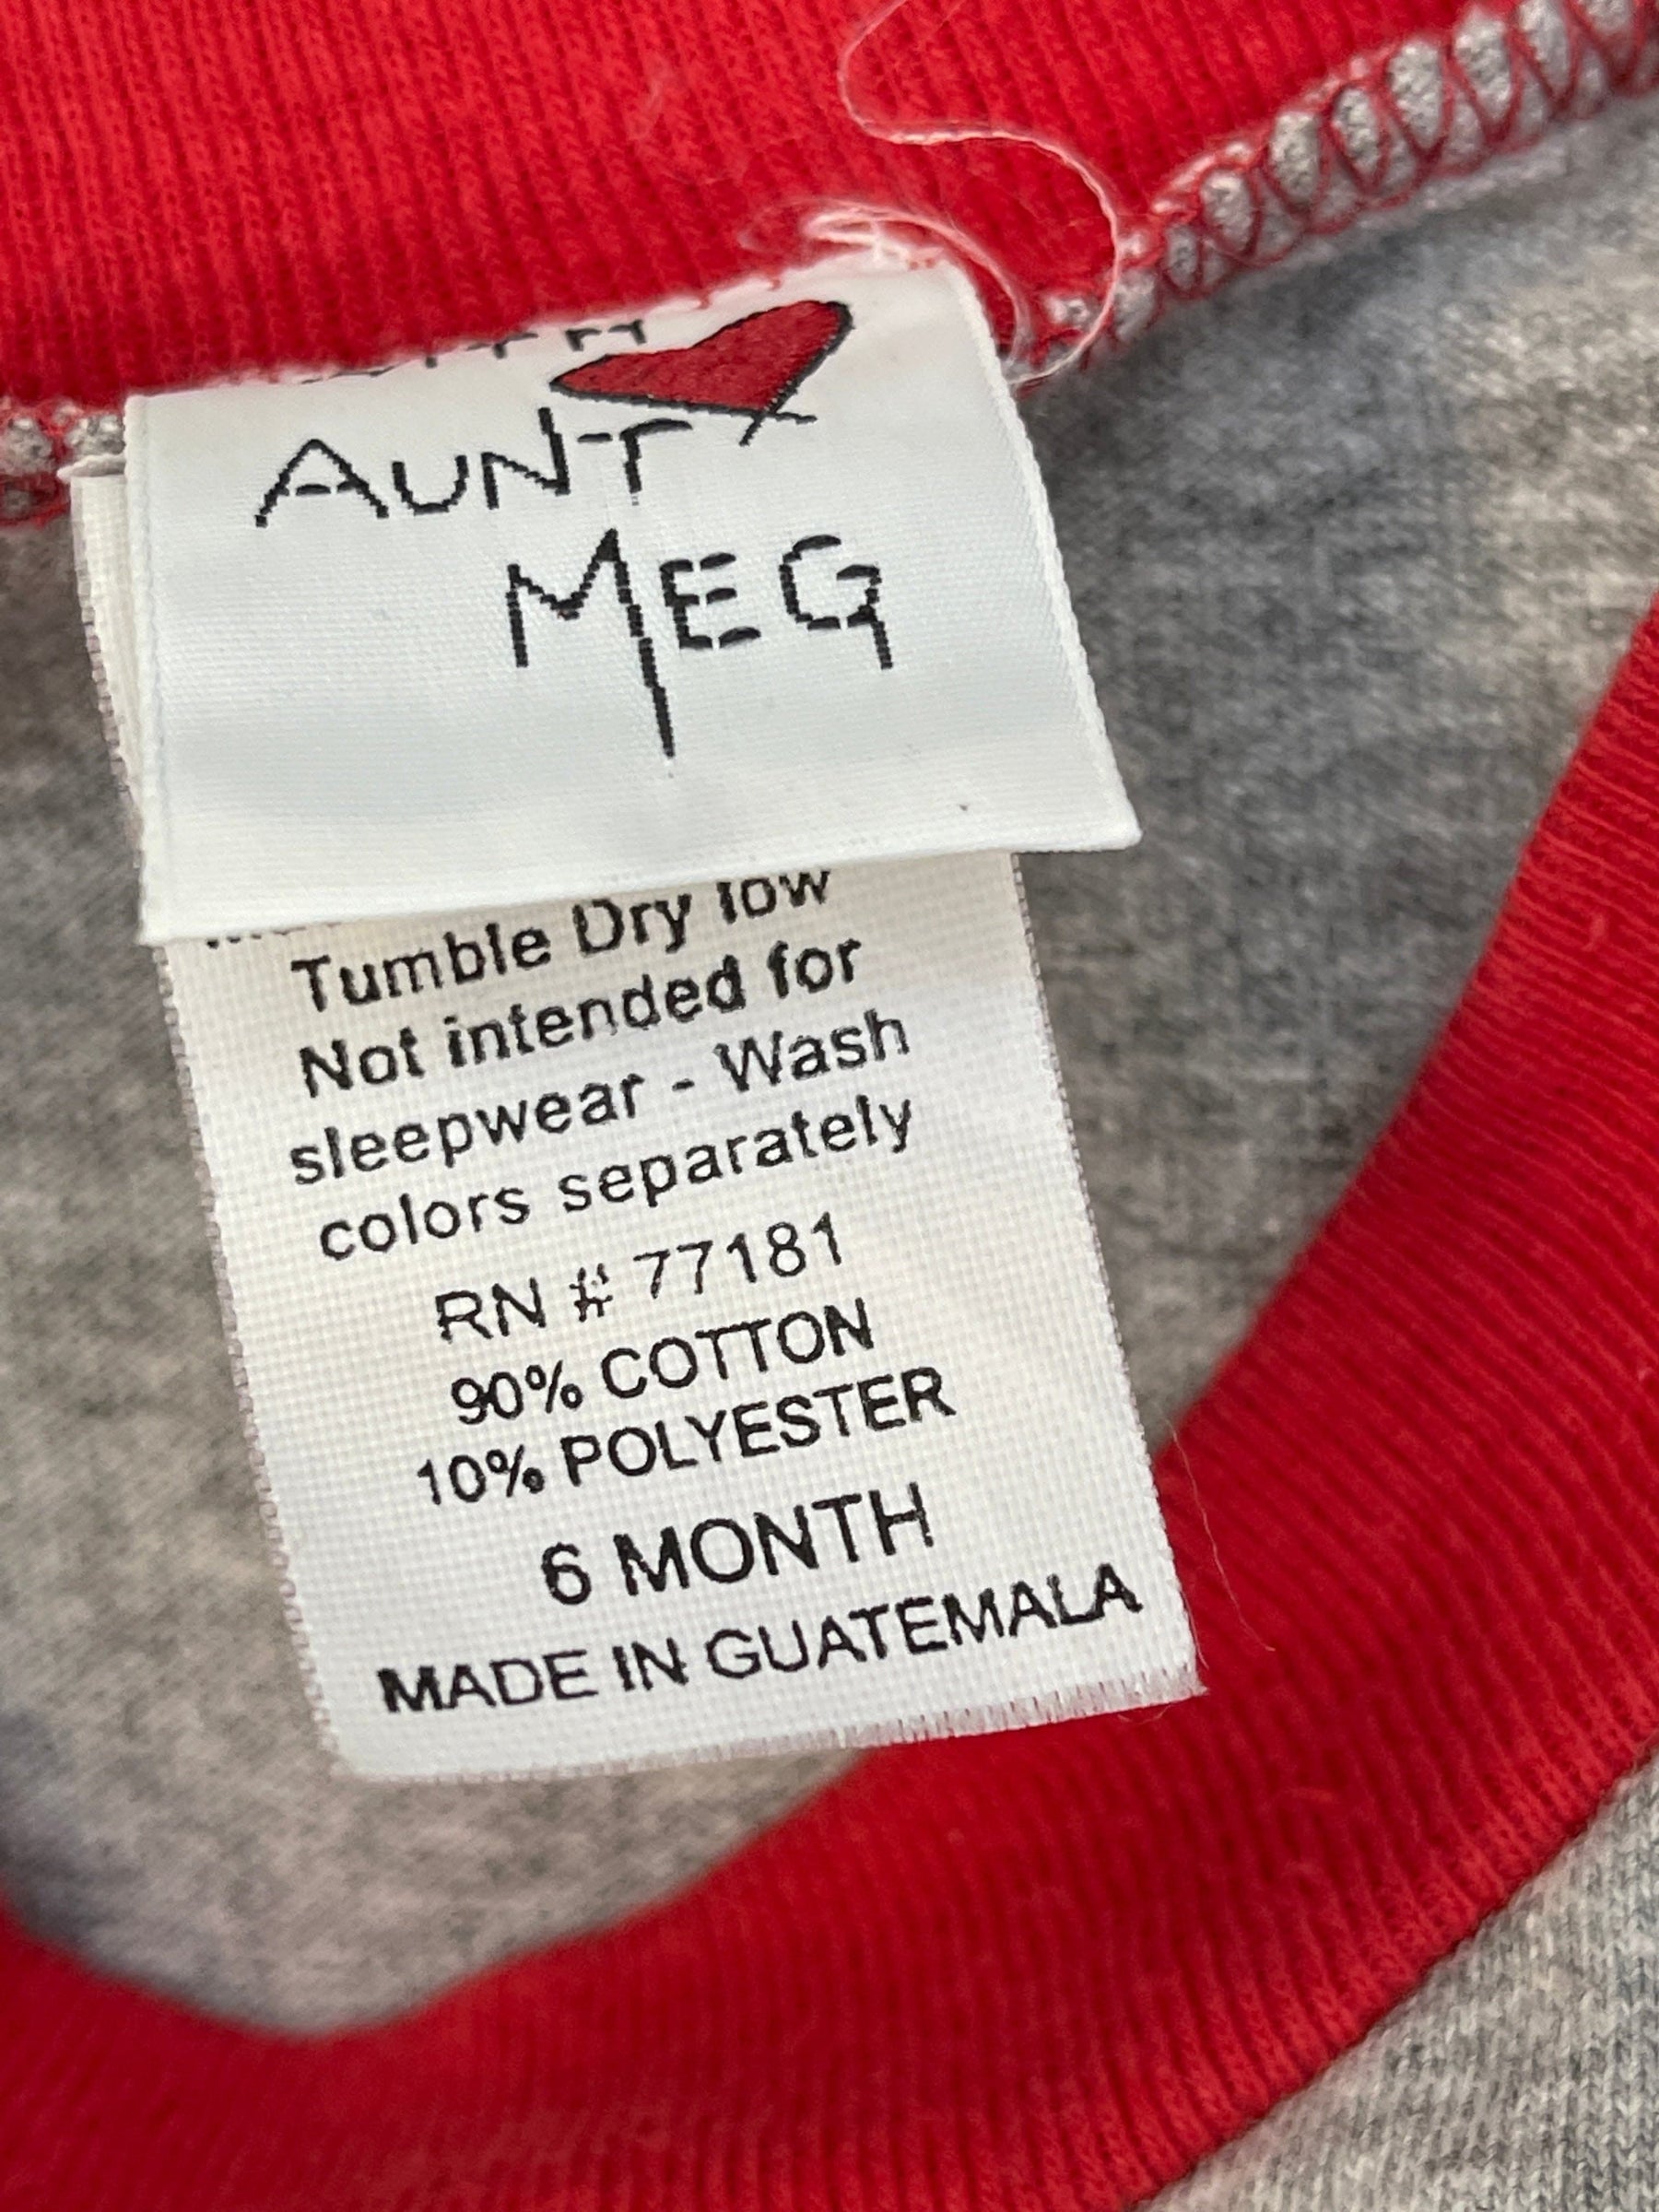 AUNT
MEG
Tumble Dry low
Not intended for
sleepwear - Wash
colors separately
RN # 77181
90% COTTON
10% POLYESTER
6 MONTH
MADE IN GUATEMALA